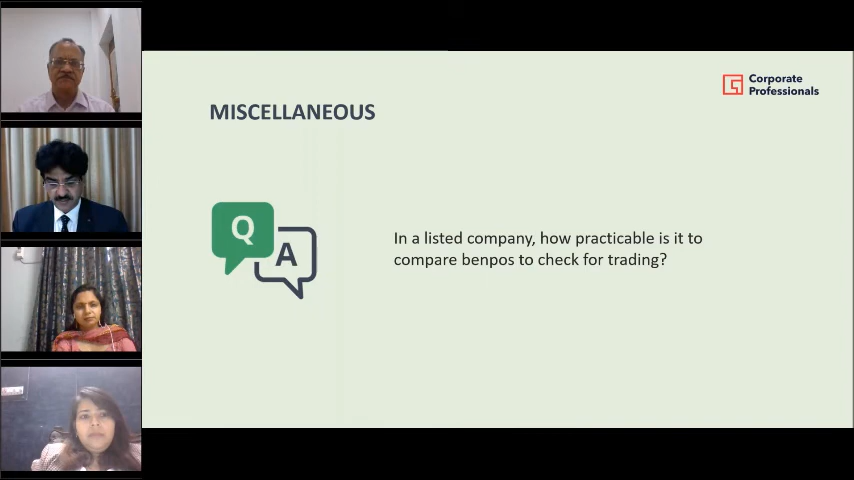 Corporate
Professionals
MISCELLANEOUS
Q
A
In a listed company, how practicable is it to
compare benpos to check for trading?